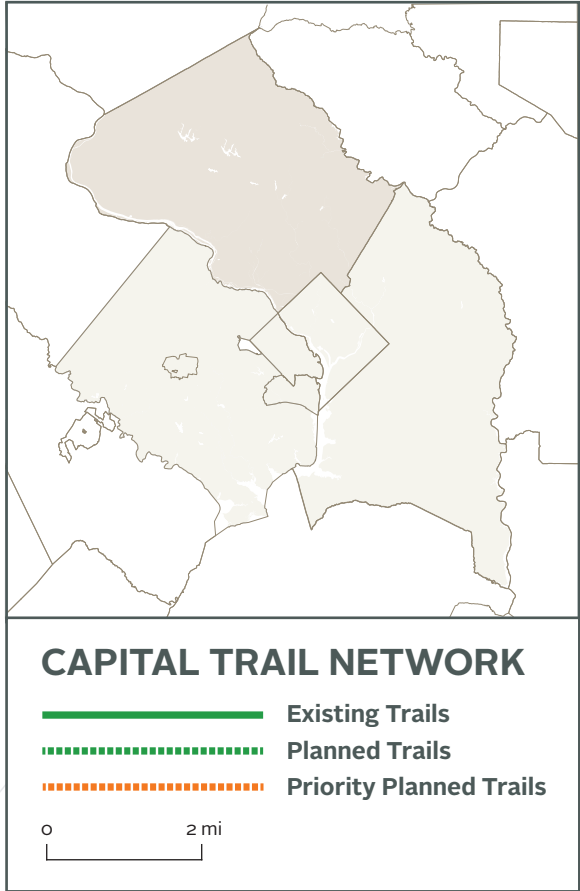 CAPITAL TRAIL NETWORK
Existing Trails
Planned Trails
Priority Planned Trails
0 2 mi